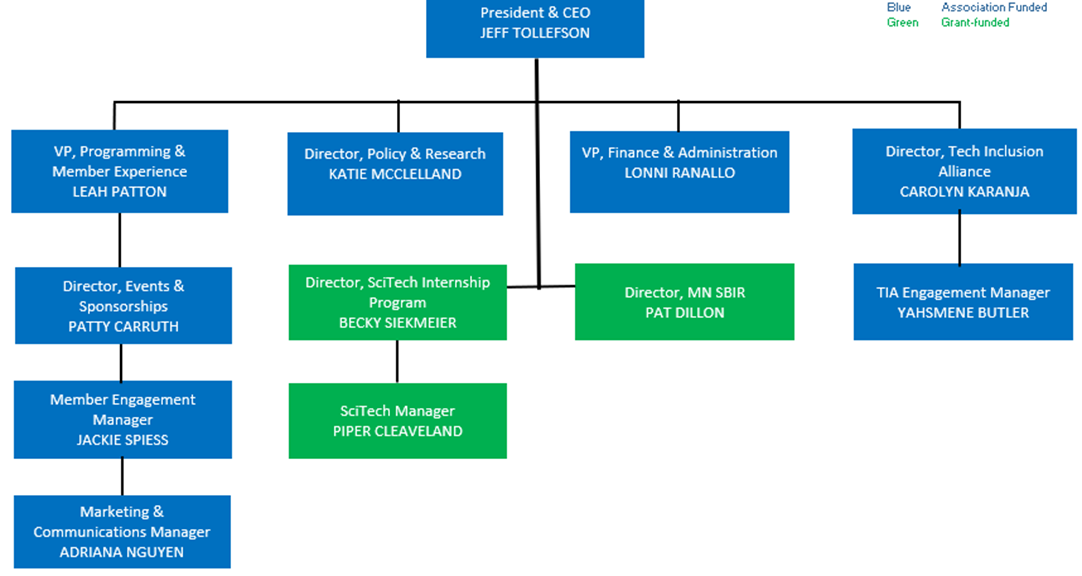 President & CEO
JEFF TOLLEFSON
Blue Association Funded
Green Grant-funded
VP, Programming &
Member Experience
LEAH PATTON
Director, Policy & Research
KATIE MCCLELLAND
VP, Finance & Administration
LONNI RANALLO
Director, Tech Inclusion
Alliance
CAROLYN KARANJA
Director, Events &
Sponsorships
PATTY CARRUTH
Director, SciTech Internship
Program
BECKY SIEKMEIER
Director, MN SBIR
PAT DILLON
TIA Engagement Manager
YAHSMENE BUTLER
Member Engagement
Manager
JACKIE SPIESS
SciTech Manager
PIPER CLEAVELAND
Marketing &
Communications Manager
ADRIANA NGUYEN